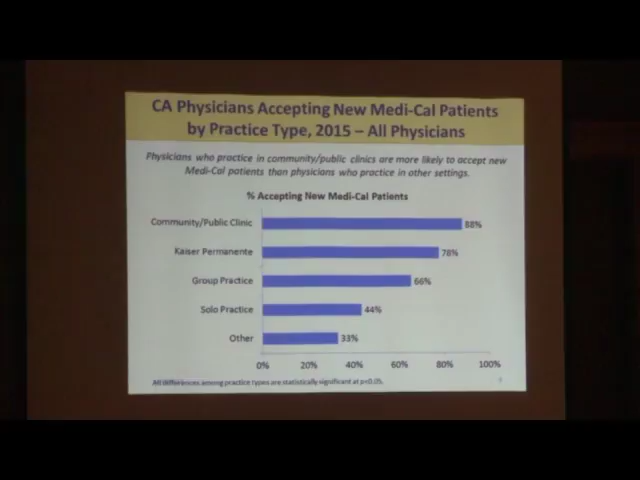 CA Physicians Accepting New Medi-Cal Patients
by Practice Type, 2015 – All Physicians
Physicians who practice in community/public clinics are more likely to accept new
Medi-Cal patients than physicians who practice in other settings.
% Accepting New Medi-Cal Patients
Community/Public Clinic 88%
Kaiser Permanente 78%
Group Practice 66%
Solo Practice 44%
Other 33%
0% 20% 40% 60% 80% 100%
All differences among practice types are statistically significant at p<0.05.